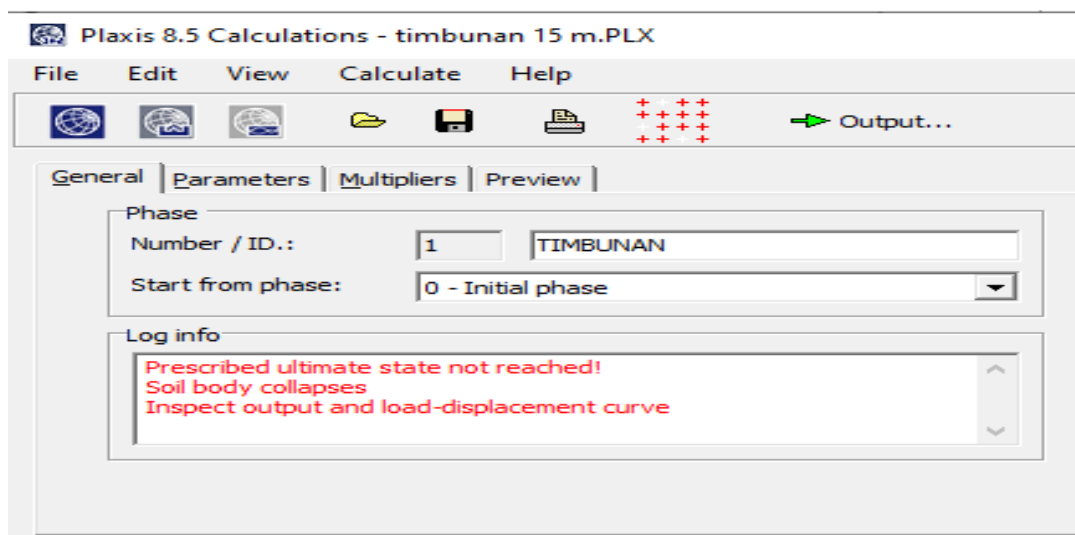 Plaxis 8.5 Calculations - timbunan 15 m.PLX
File Edit View Calculate Help
Output...
General Parameters Multipliers Preview
Phase
Number / ID.: 1 TIMBUNAN
Start from phase: 0 - Initial phase
Log info
Prescribed ultimate state not reached!
Soil body collapses
Inspect output and load-displacement curve